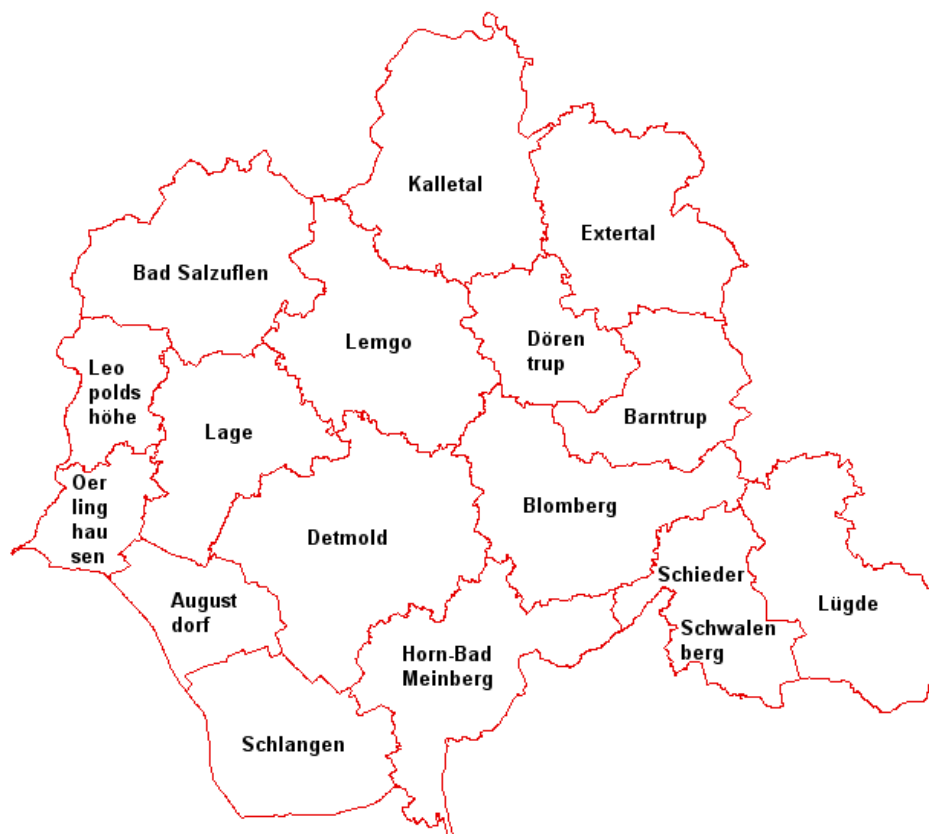 Kalletal
Extertal
Bad Salzuflen
Lemgo
Dören
trup
Leo
polds
höhe
Barntrup
Lage
Oer
ling
hau
sen
Blomberg
Detmold
Schieder
Schwalen
berg
Lügde
August
dorf
Horn-Bad
Meinberg
Schlangen